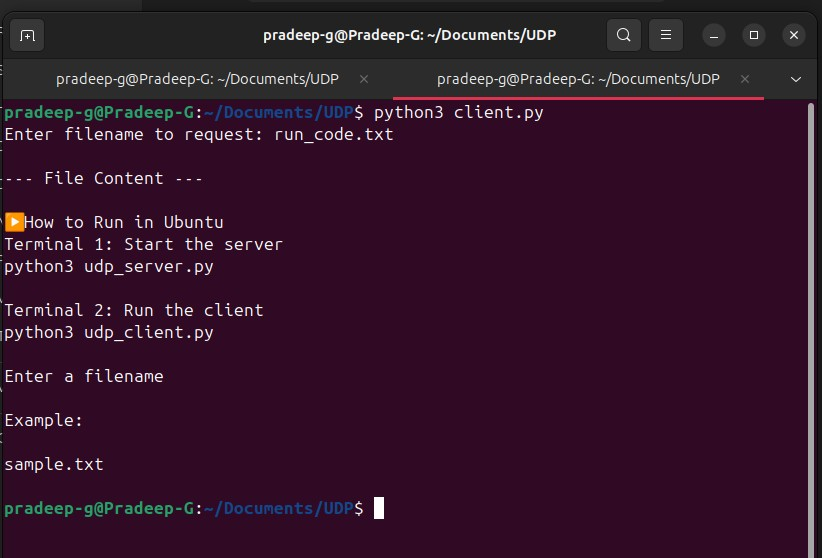 pradeep-g@Pradeep-G: ~/Documents/UDP
pradeep-g@Pradeep-G: ~/Documents/UDP
pradeep-g@Pradeep-G: ~/Documents/UDP
pradeep-g@Pradeep-G:~/Documents/UDP$ python3 client.py
Enter filename to request: run_code.txt
--- File Content ---
▶️How to Run in Ubuntu
Terminal 1: Start the server
python3 udp_server.py
Terminal 2: Run the client
python3 udp_client.py
Enter a filename
Example:
sample.txt
pradeep-g@Pradeep-G:~/Documents/UDP$